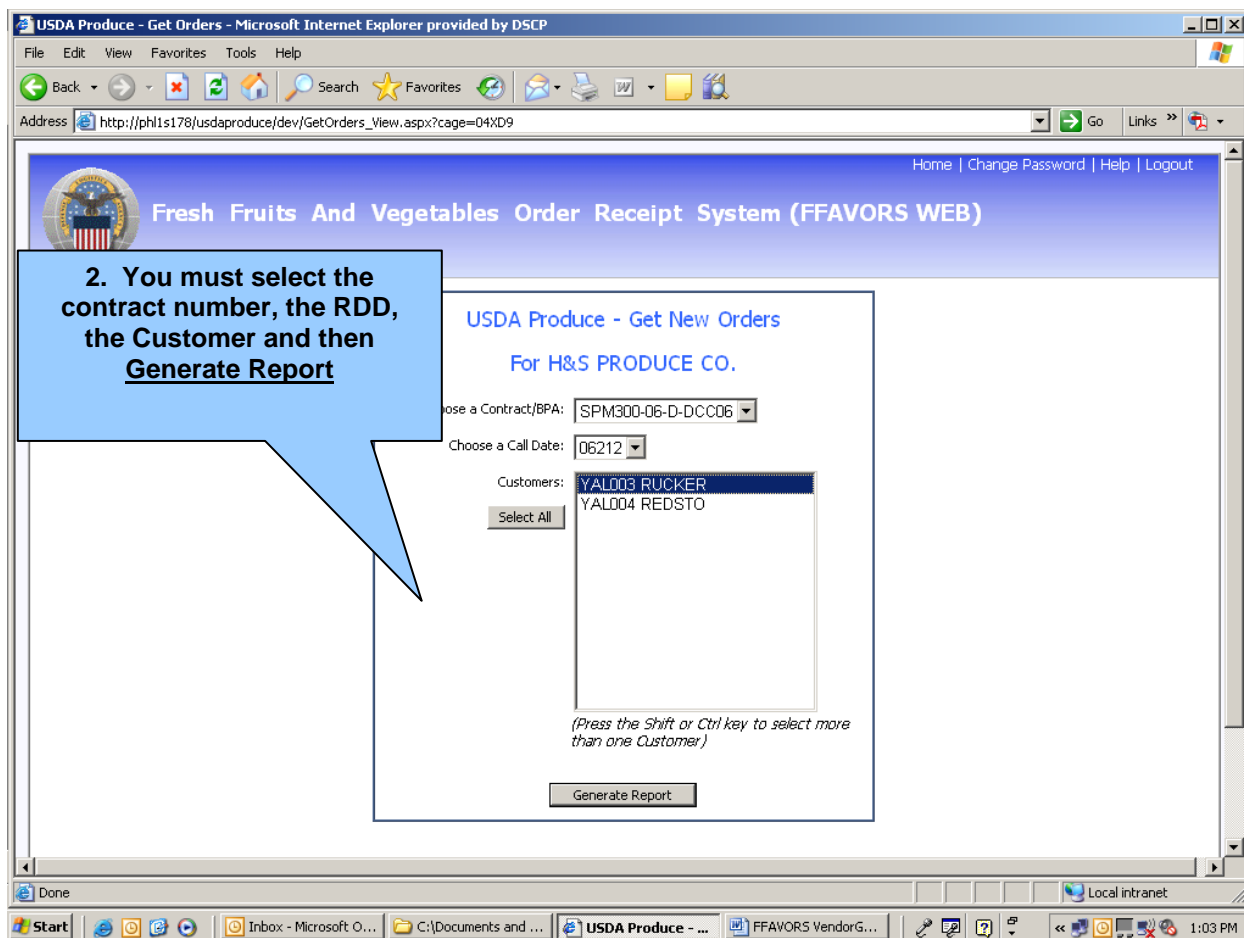 USDA Produce - Get Orders - Microsoft Internet Explorer provided by DSCP
File Edit View Favorites Tools Help
Back Search Favorites
Address http://phl1s178/usdaproduce/dev/GetOrders_View.aspx?cage=04XD9 Go Links »
Home | Change Password | Help | Logout
Fresh Fruits And Vegetables Order Receipt System (FFAVORS WEB)
2. You must select the
contract number, the RDD,
the Customer and then
Generate Report
USDA Produce - Get New Orders
For H&S PRODUCE CO.
ose a Contract/BPA: SPM300-06-D-DCC06
Choose a Call Date: 06212
Customers: YAL003 RUCKER
YAL004 REDSTO
Select All
(Press the Shift or Ctrl key to select more
than one Customer)
Generate Report
Done Local intranet
Start Inbox - Microsoft O... C:\Documents and ... USDA Produce - ... FFAVORS VendorG... « 1:03 PM